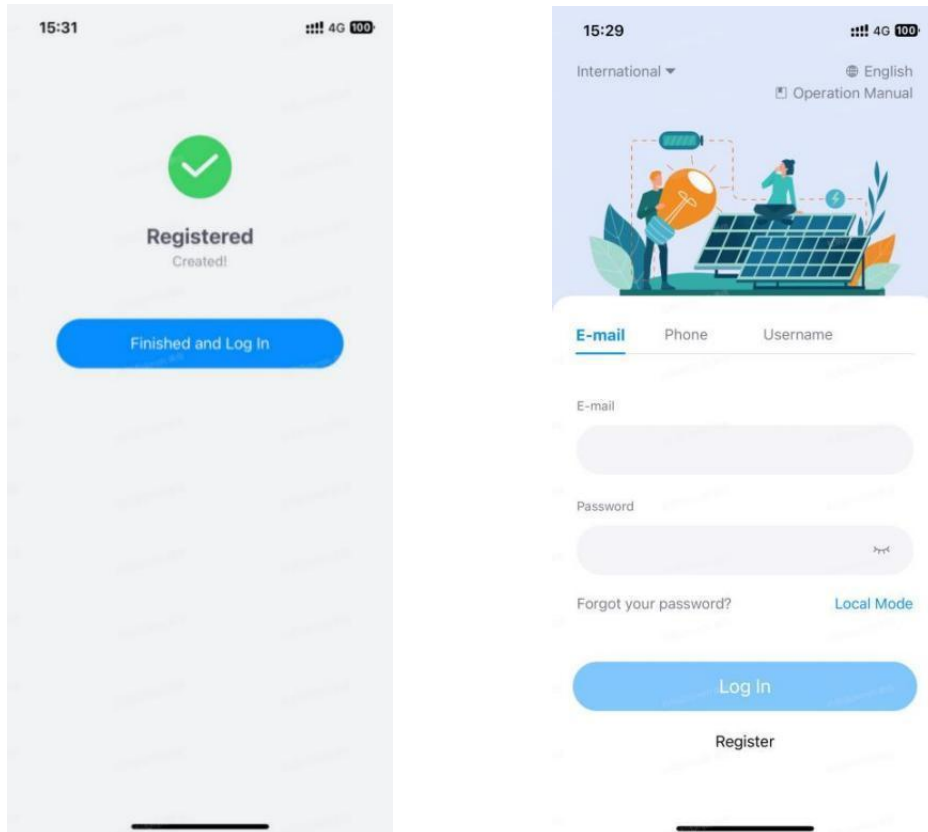 15:31 4G 100
Registered
Created!
Finished and Log In
15:29 4G 100
International English
Operation Manual
E-mail Phone Username
E-mail
Password
Forgot your password? Local Mode
Log In
Register